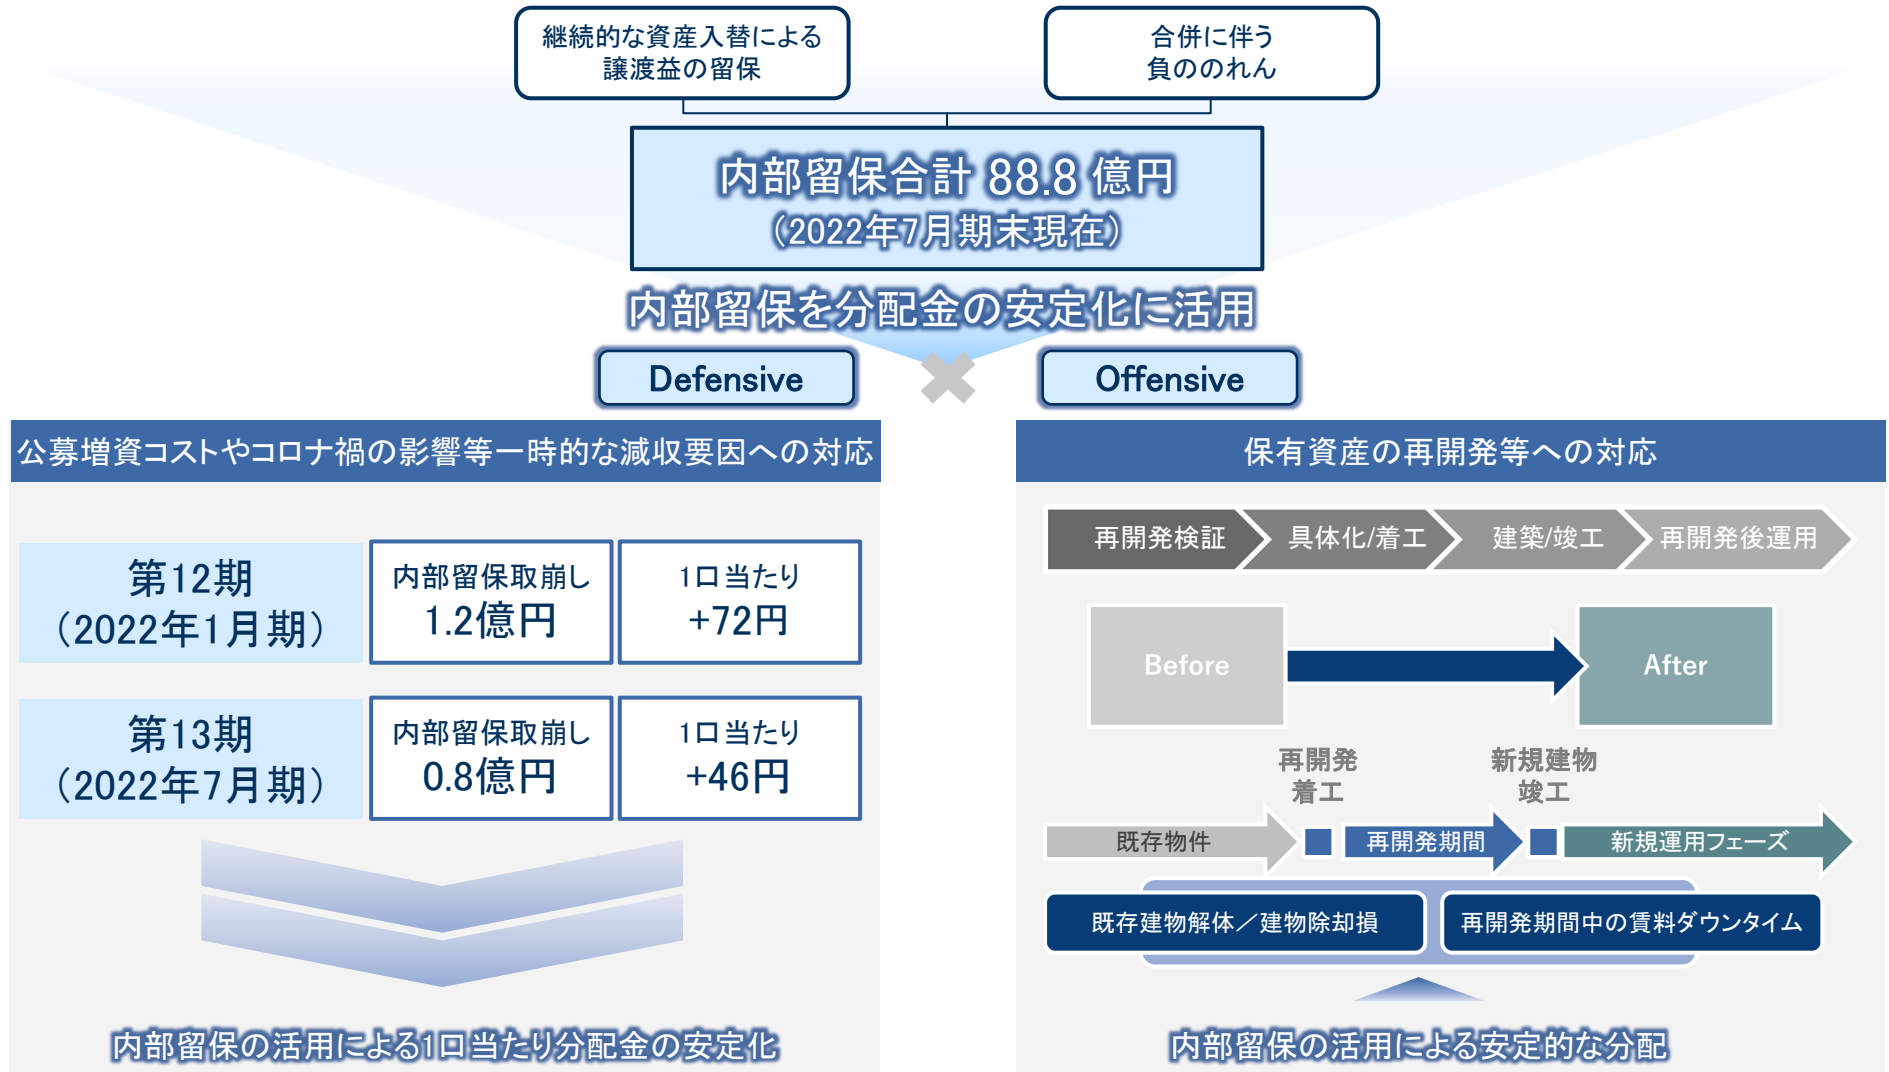 継続的な資産入替による
譲渡益の留保
合併に伴う
負ののれん
内部留保合計 88.8 億円
（2022年7月期末現在）
内部留保を分配金の安定化に活用
Defensive
Offensive
公募増資コストやコロナ禍の影響等一時的な減収要因への対応
第12期
（2022年1月期）
内部留保取崩し
1.2億円
1口当たり
+72円
第13期
（2022年7月期）
内部留保取崩し
0.8億円
1口当たり
+46円
内部留保の活用による1口当たり分配金の安定化
保有資産の再開発等への対応
再開発検証
具体化/着工
建築/竣工
再開発後運用
Before
After
再開発
着工
新規建物
竣工
既存物件
再開発期間
新規運用フェーズ
既存建物解体／建物除却損
再開発期間中の賃料ダウンタイム
内部留保の活用による安定的な分配